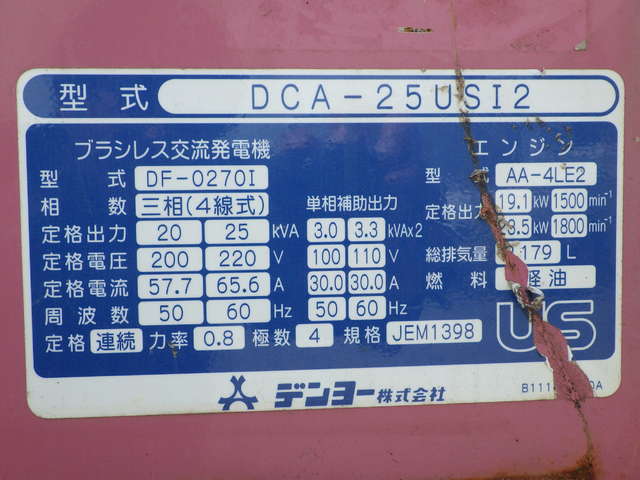 型式 DCA-25USI2
ブラシレス交流発電機
型式 DF-0270I
相数 三相(4線式) 単相補助出力
定格出力 20 25 kVA 3.0 3.3 kVAx2
定格電圧 200 220 V 100 110 V
定格電流 57.7 65.6 A 30.0 30.0 A
周波数 50 60 Hz 50 60 Hz
定格 連続 力率 0.8 極数 4 規格 JEM1398
エンジン
型式 AA-4LE2
定格出力 19.1 kW 1500 min⁻¹
8.5 kW 1800 min⁻¹
総排気量 179 L
燃料 軽油
US
デンヨー株式会社
B111
0A